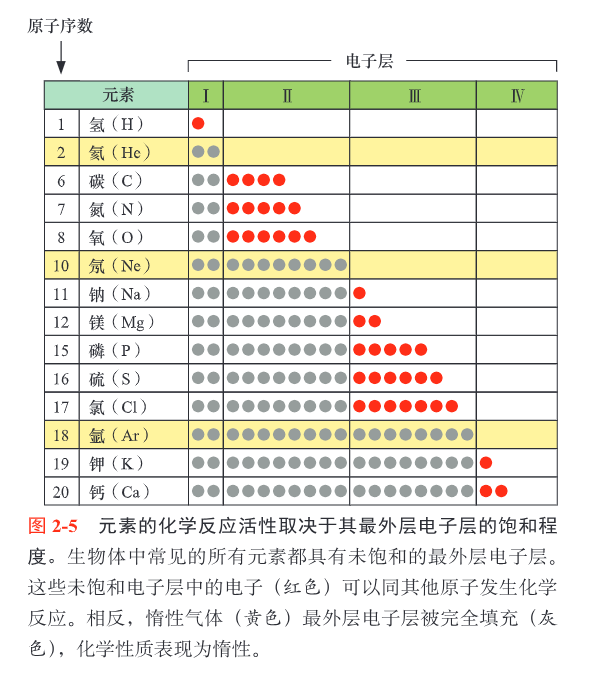 原子序数
电子层
元素 Ⅰ Ⅱ Ⅲ Ⅳ
1 氢（H）
2 氦（He）
6 碳（C）
7 氮（N）
8 氧（O）
10 氖（Ne）
11 钠（Na）
12 镁（Mg）
15 磷（P）
16 硫（S）
17 氯（Cl）
18 氩（Ar）
19 钾（K）
20 钙（Ca）
图 2-5 元素的化学反应活性取决于其最外层电子层的饱和程
度。生物体中常见的所有元素都具有未饱和的最外层电子层。
这些未饱和电子层中的电子（红色）可以同其他原子发生化学
反应。相反，惰性气体（黄色）最外层电子层被完全填充（灰
色），化学性质表现为惰性。